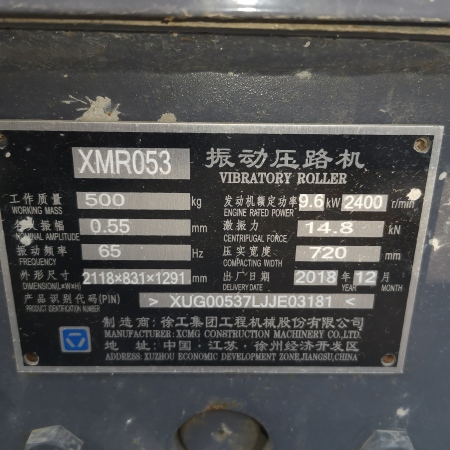 XMR053 振动压路机
VIBRATORY ROLLER
工作质量 500 kg 发动机额定功率 9.6 kW 2400 r/min
WORKING MASS ENGINE RATED POWER
名义振幅 0.55 mm 激振力 14.8 kN
NOMINAL AMPLITUDE CENTRIFUGAL FORCE
振动频率 65 Hz 压实宽度 720 mm
FREQUENCY COMPACTING WIDTH
外形尺寸 2118×831×1291 mm 出厂日期 2018 年 12 月
DIMENSION(L×W×H) DELIVERY DATE YEAR MONTH
产品识别代码(PIN) > XUG00537LJJE03181 <
PRODUCT IDENTIFICATION NUMBER
制造商:徐工集团工程机械股份有限公司
MANUFACTURER: XCMG CONSTRUCTION MACHINERY CO.,LTD.
地址:中国·江苏·徐州经济开发区
ADDRESS: XUZHOU ECONOMIC DEVELOPMENT ZONE,JIANGSU,CHINA